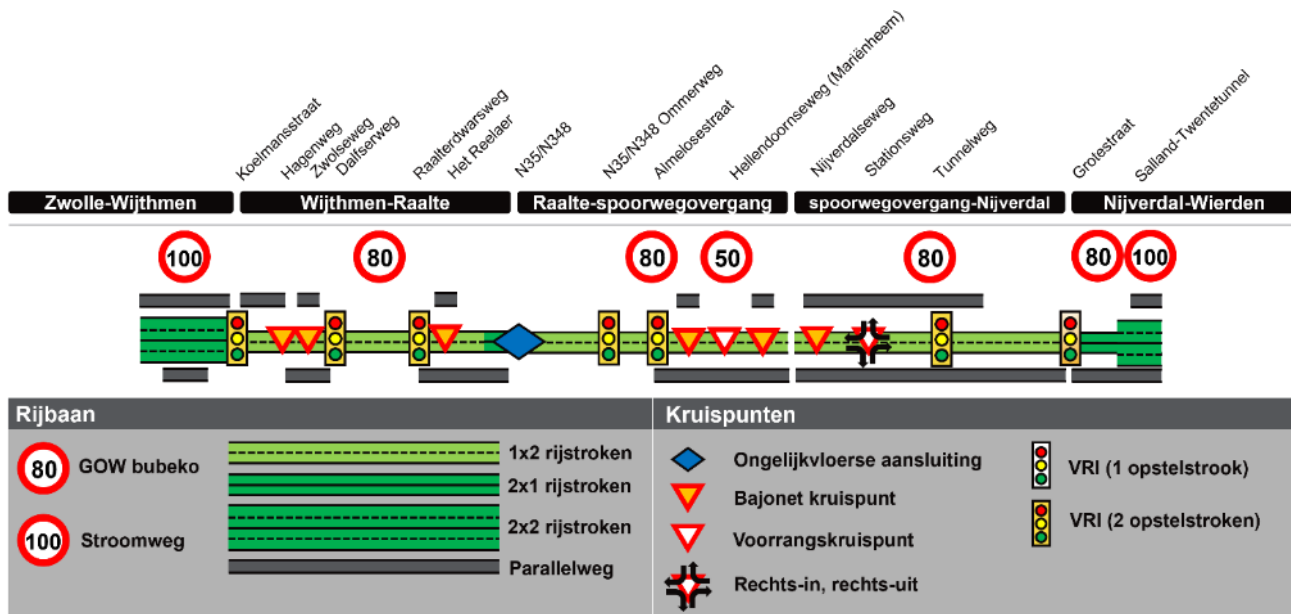 Koelmansstraat
Hagenweg
Zwolseweg
Dalfserweg
Raalterdwarsweg
Het Reelaer
N35/N348
N35/N348 Ommerweg
Almelosestraat
Hellendoornseweg (Mariënheem)
Nijverdalseweg
Stationsweg
Tunnelweg
Grotestraat
Salland-Twentetunnel
Zwolle-Wijthmen
Wijthmen-Raalte
Raalte-spoorwegovergang
spoorwegovergang-Nijverdal
Nijverdal-Wierden
100
80
80
50
80
80
100
Rijbaan
80
GOW bubeko
100
Stroomweg
1x2 rijstroken
2x1 rijstroken
2x2 rijstroken
Parallelweg
Kruispunten
Ongelijkvloerse aansluiting
Bajonet kruispunt
Voorrangskruispunt
Rechts-in, rechts-uit
VRI (1 opstelstrook)
VRI (2 opstelstroken)